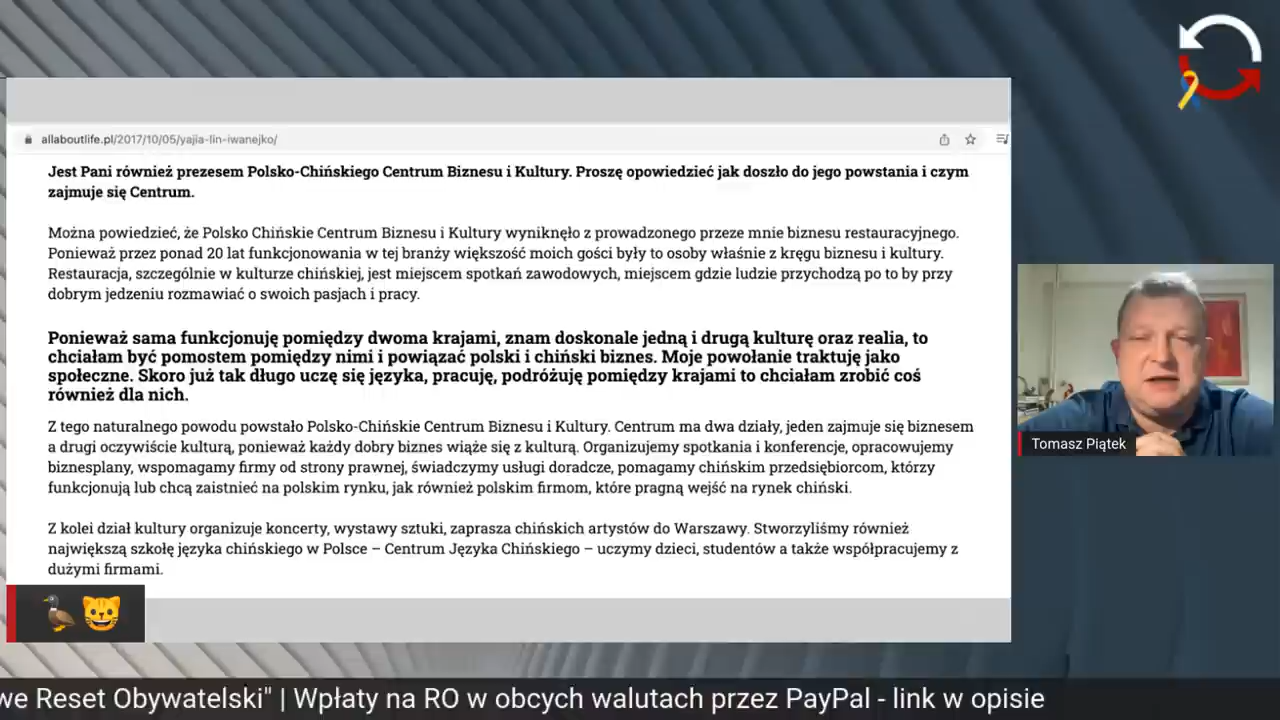 allaboutlife.pl/2017/10/05/yajia-lin-iwanejko/
Jest Pani również prezesem Polsko-Chińskiego Centrum Biznesu i Kultury. Proszę opowiedzieć jak doszło do jego powstania i czym
zajmuje się Centrum.
Można powiedzieć, że Polsko Chińskie Centrum Biznesu i Kultury wyniknęło z prowadzonego przeze mnie biznesu restauracyjnego.
Ponieważ przez ponad 20 lat funkcjonowania w tej branży większość moich gości były to osoby właśnie z kręgu biznesu i kultury.
Restauracja, szczególnie w kulturze chińskiej, jest miejscem spotkań zawodowych, miejscem gdzie ludzie przychodzą po to by przy
dobrym jedzeniu rozmawiać o swoich pasjach i pracy.
Ponieważ sama funkcjonuję pomiędzy dwoma krajami, znam doskonale jedną i drugą kulturę oraz realia, to
chciałam być pomostem pomiędzy nimi i powiązać polski i chiński biznes. Moje powołanie traktuję jako
społeczne. Skoro już tak długo uczę się języka, pracuję, podróżuję pomiędzy krajami to chciałam zrobić coś
również dla nich.
Z tego naturalnego powodu powstało Polsko-Chińskie Centrum Biznesu i Kultury. Centrum ma dwa działy, jeden zajmuje się biznesem
a drugi oczywiście kulturą, ponieważ każdy dobry biznes wiąże się z kulturą. Organizujemy spotkania i konferencje, opracowujemy
biznesplany, wspomagamy firmy od strony prawnej, świadczymy usługi doradcze, pomagamy chińskim przedsiębiorcom, którzy
funkcjonują lub chcą zaistnieć na polskim rynku, jak również polskim firmom, które pragną wejść na rynek chiński.
Z kolei dział kultury organizuje koncerty, wystawy sztuki, zaprasza chińskich artystów do Warszawy. Stworzyliśmy również
największą szkołę języka chińskiego w Polsce – Centrum Języka Chińskiego – uczymy dzieci, studentów a także współpracujemy z
dużymi firmami.
Tomasz Piątek
we Reset Obywatelski" | Wpłaty na RO w obcych walutach przez PayPal - link w opisie